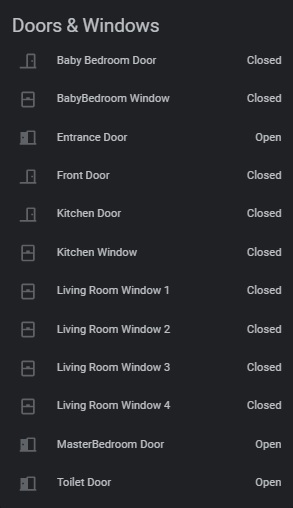 Doors & Windows
Baby Bedroom Door Closed
BabyBedroom Window Closed
Entrance Door Open
Front Door Closed
Kitchen Door Closed
Kitchen Window Closed
Living Room Window 1 Closed
Living Room Window 2 Closed
Living Room Window 3 Closed
Living Room Window 4 Closed
MasterBedroom Door Open
Toilet Door Open